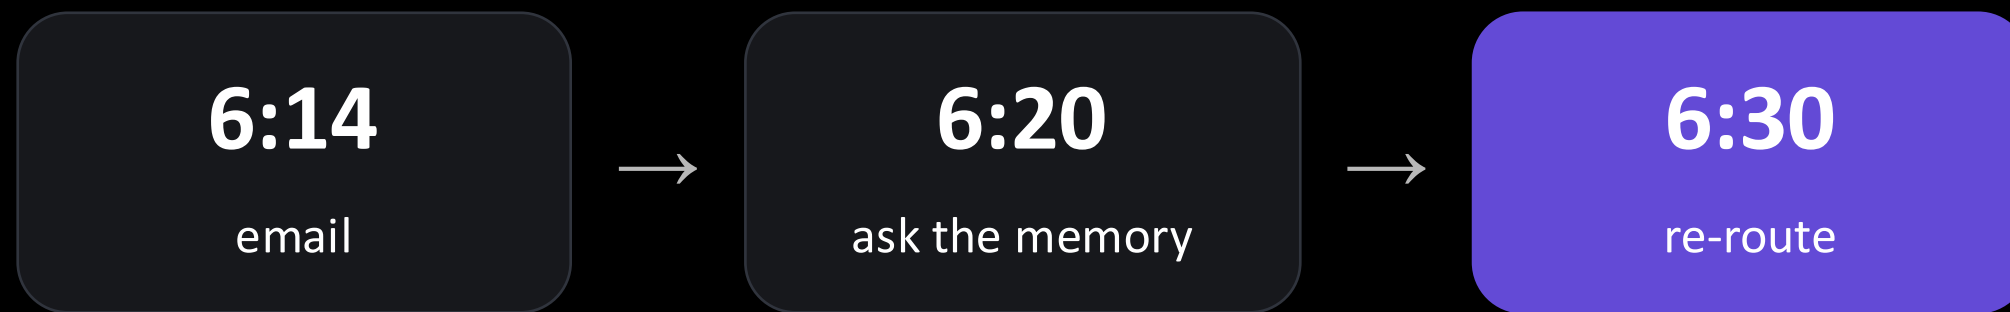 6:14
email
→
6:20
ask the memory
→
6:30
re-route